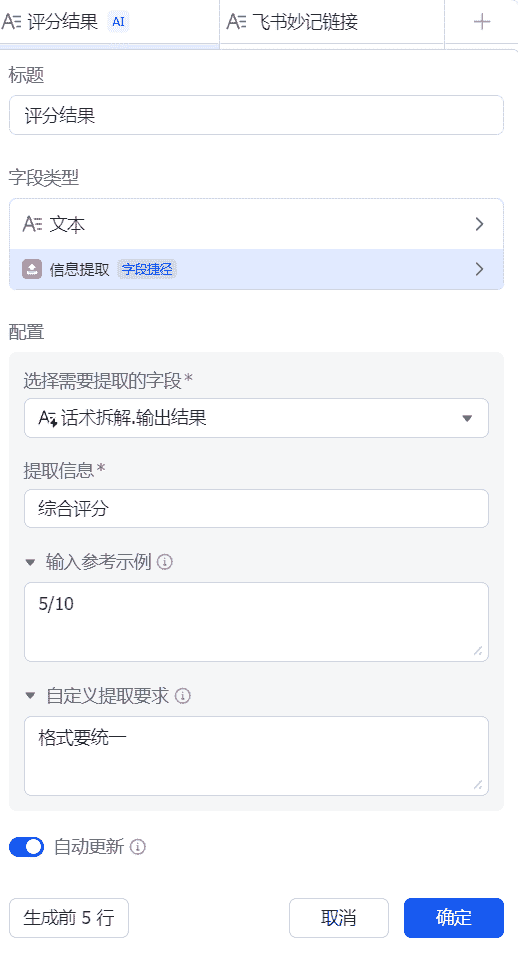 评分结果 AI 飞书妙记链接
标题
评分结果
字段类型
文本
信息提取 字段捷径
配置
选择需要提取的字段*
话术拆解.输出结果
提取信息*
综合评分
输入参考示例
5/10
自定义提取要求
格式要统一
自动更新
生成前 5 行 取消 确定